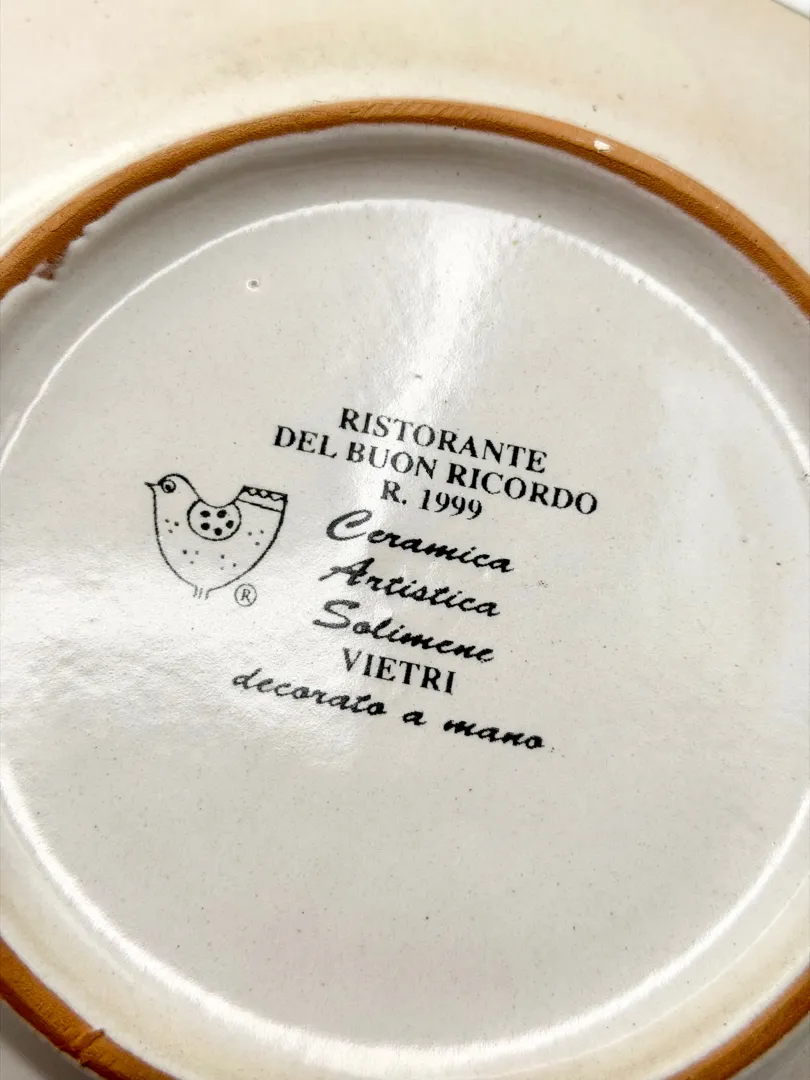 RISTORANTE
DEL BUON RICORDO
R. 1999
Ceramica
Artistica
Solimene
VIETRI
decorato a mano
®